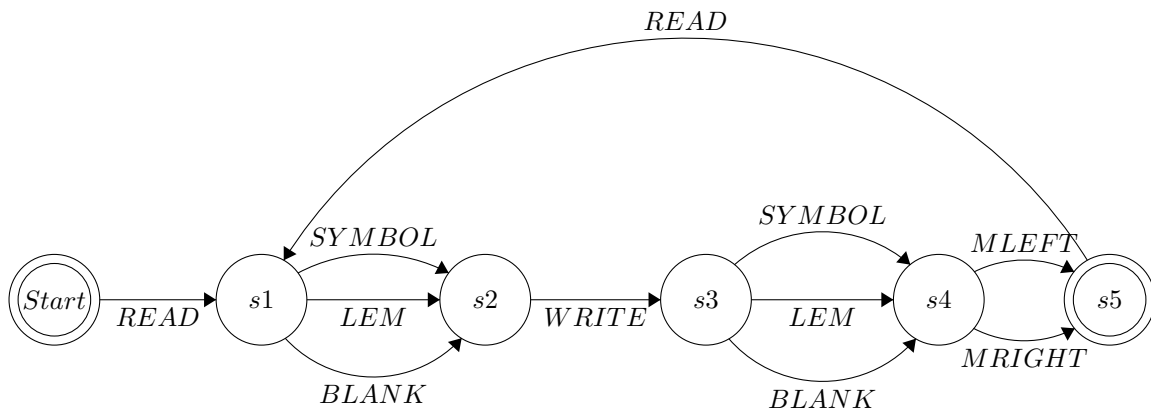 READ
SYMBOL
SYMBOL
MLEFT
Start
s1
s2
s3
s4
s5
READ
LEM
WRITE
LEM
MRIGHT
BLANK
BLANK